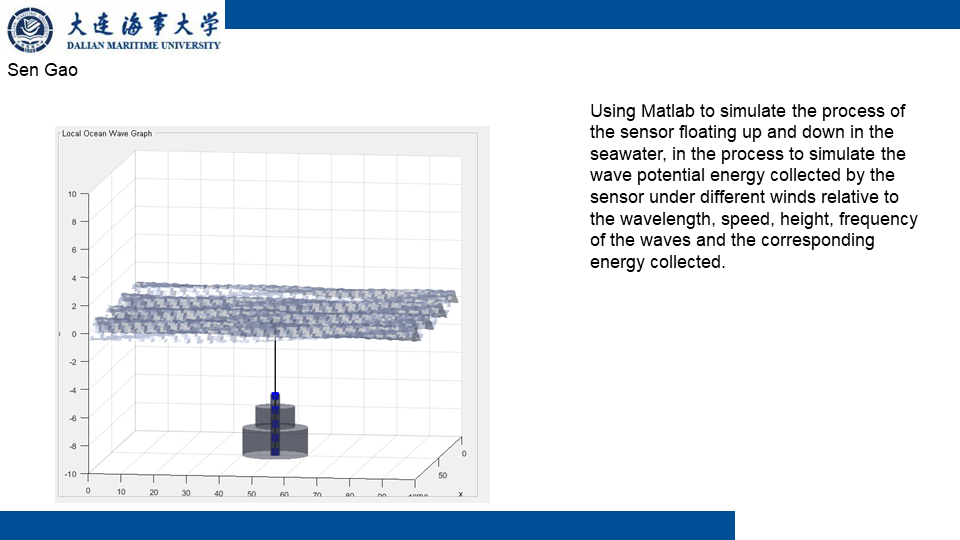 大连海事大学
DALIAN MARITIME UNIVERSITY
Sen Gao
Using Matlab to simulate the process of
the sensor floating up and down in the
seawater, in the process to simulate the
wave potential energy collected by the
sensor under different winds relative to
the wavelength, speed, height, frequency
of the waves and the corresponding
energy collected.
Local Ocean Wave Graph
10
8
6
4
2
0
-2
-4
-6
-8
-10
0 10 20 30 40 50 60 70 80 90
0
50
x